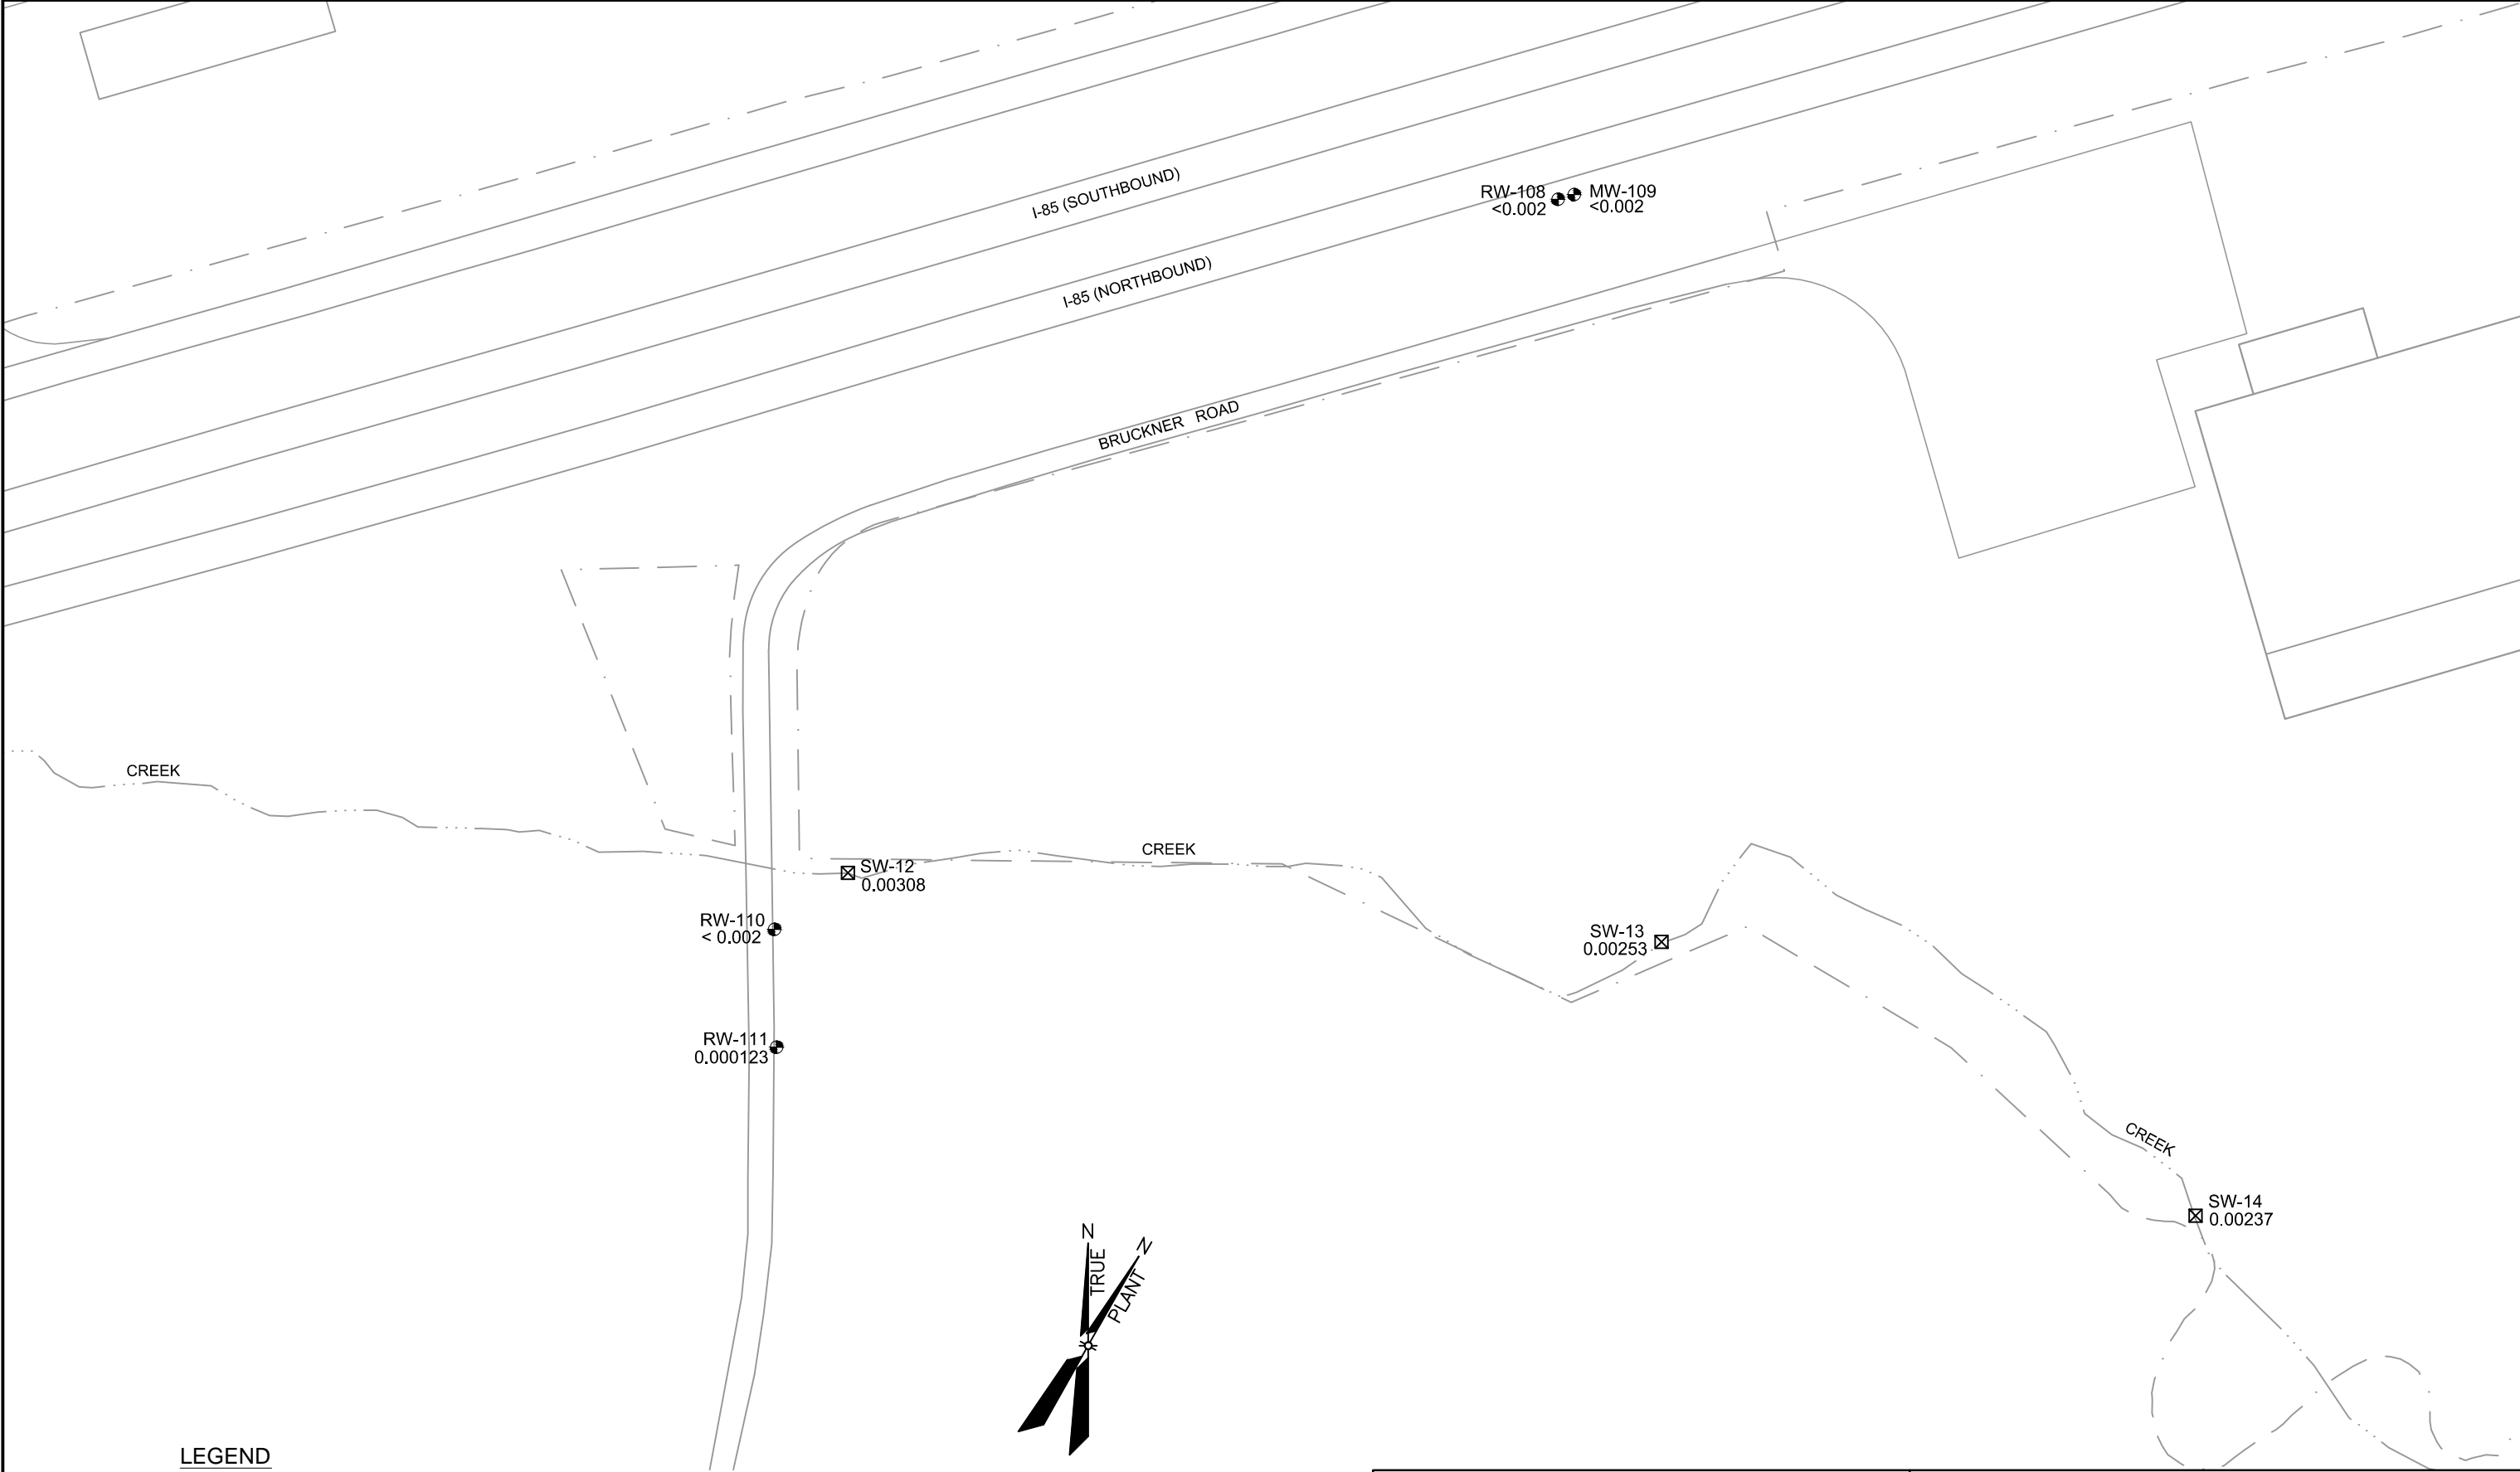 I-85 (SOUTHBOUND)
RW-108
<0.002
MW-109
<0.002
I-85 (NORTHBOUND)
BRUCKNER ROAD
CREEK
CREEK
SW-12
0.00308
RW-110
< 0.002
SW-13
0.00253
RW-111
0.000123
CREEK
SW-14
0.00237
N
TRUE
N
PLANT
LEGEND